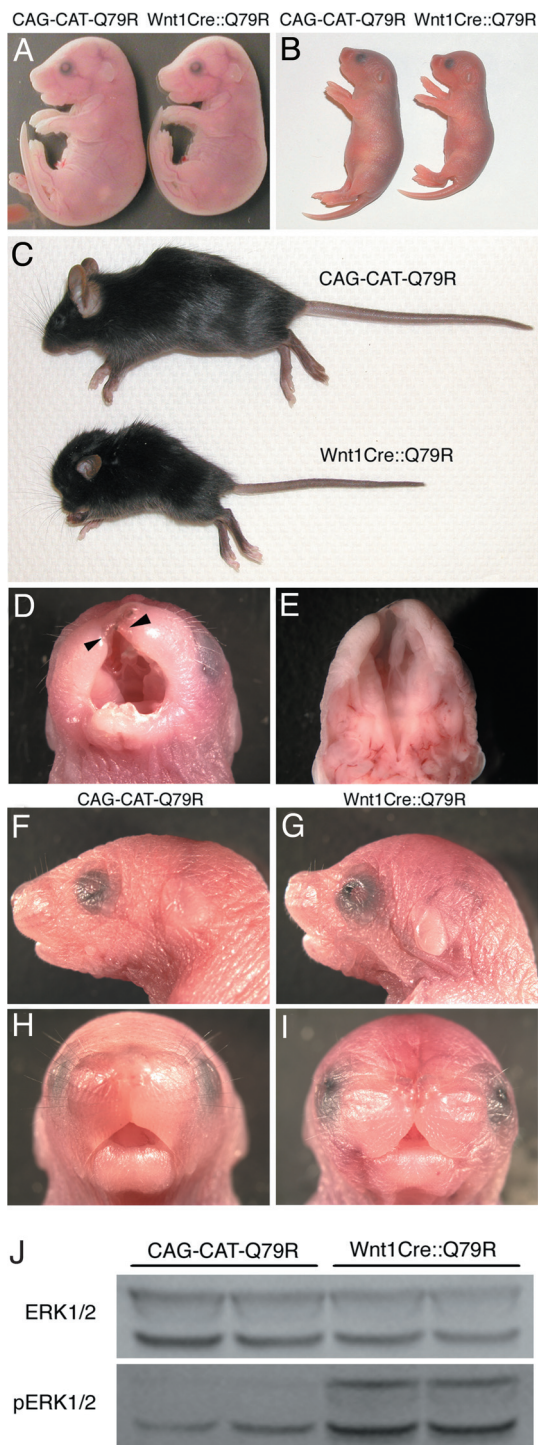 CAG-CAT-Q79R Wnt1Cre::Q79R CAG-CAT-Q79R Wnt1Cre::Q79R
A B
C
CAG-CAT-Q79R
Wnt1Cre::Q79R
D E
CAG-CAT-Q79R Wnt1Cre::Q79R
F G
H I
J
CAG-CAT-Q79R Wnt1Cre::Q79R
ERK1/2
pERK1/2